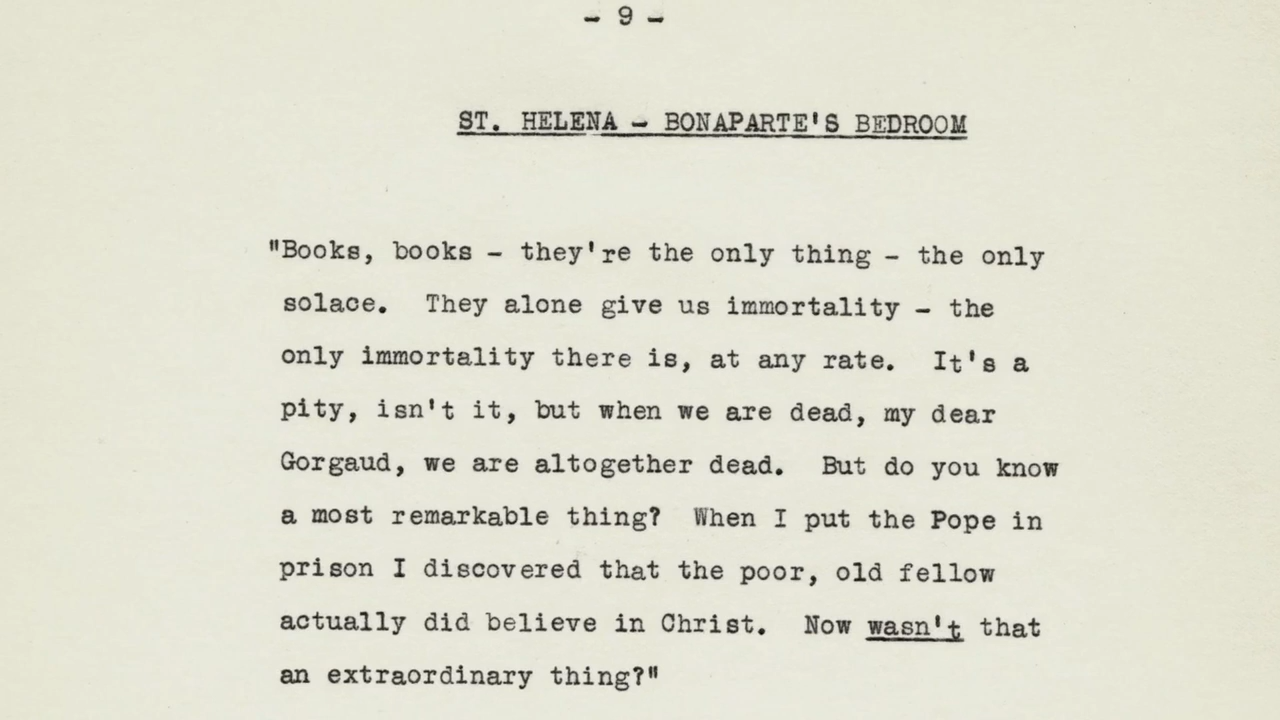 - 9 -
ST. HELENA - BONAPARTE'S BEDROOM
"Books, books - they're the only thing - the only
solace.  They alone give us immortality - the
only immortality there is, at any rate.  It's a
pity, isn't it, but when we are dead, my dear
Gorgaud, we are altogether dead.  But do you know
a most remarkable thing?  When I put the Pope in
prison I discovered that the poor, old fellow
actually did believe in Christ.  Now wasn't that
an extraordinary thing?"